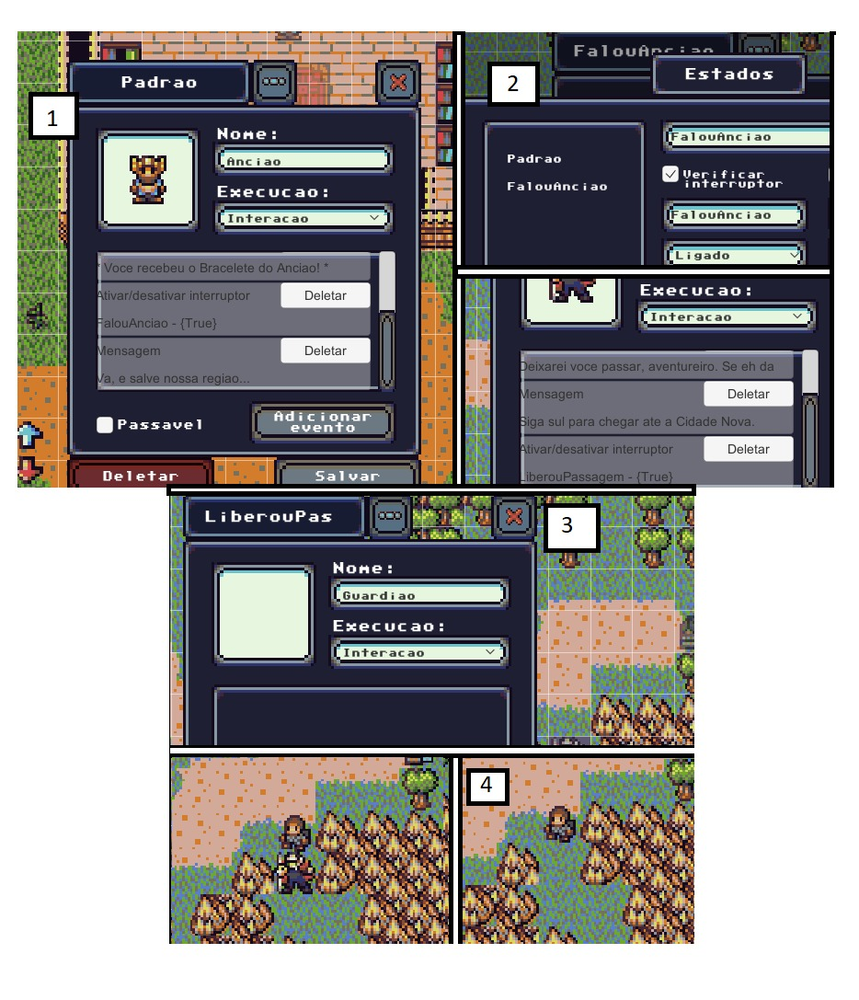 Padrao
1
Nome:
Anciao
Execucao:
Interacao
* Voce recebeu o Bracelete do Anciao! *
Ativar/desativar interruptor
Deletar
FalouAnciao - {True}
Mensagem
Deletar
Va, e salve nossa regiao...
Passavel
Adicionar
evento
Deletar
Salvar
FalouAnciao
Estados
2
Padrao
FalouAnciao
FalouAnciao
Verificar
interruptor
FalouAnciao
Ligado
Execucao:
Interacao
Deixarei voce passar, aventureiro. Se eh da
Mensagem
Deletar
Siga sul para chegar ate a Cidade Nova.
Ativar/desativar interruptor
Deletar
LiberouPassagem - {True}
LiberouPas
3
Nome:
Guardiao
Execucao:
Interacao
4